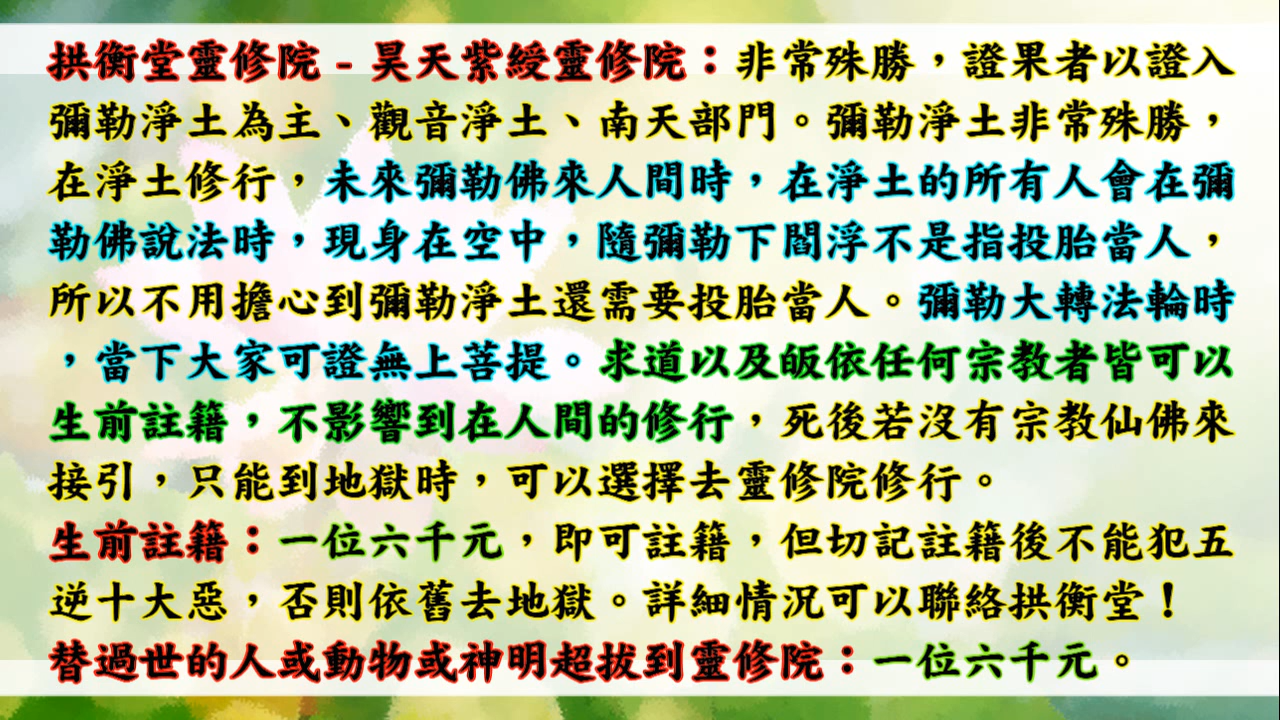 拱衡堂靈修院 - 昊天紫綬靈修院：非常殊勝，證果者以證入
彌勒淨土為主、觀音淨土、南天部門。彌勒淨土非常殊勝，
在淨土修行，未來彌勒佛來人間時，在淨土的所有人會在彌
勒佛說法時，現身在空中，隨彌勒下閻浮不是指投胎當人，
所以不用擔心到彌勒淨土還需要投胎當人。彌勒大轉法輪時
，當下大家可證無上菩提。求道以及皈依任何宗教者皆可以
生前註籍，不影響到在人間的修行，死後若沒有宗教仙佛來
接引，只能到地獄時，可以選擇去靈修院修行。
生前註籍：一位六千元，即可註籍，但切記註籍後不能犯五
逆十大惡，否則依舊去地獄。詳細情況可以聯絡拱衡堂！
替過世的人或動物或神明超拔到靈修院：一位六千元。